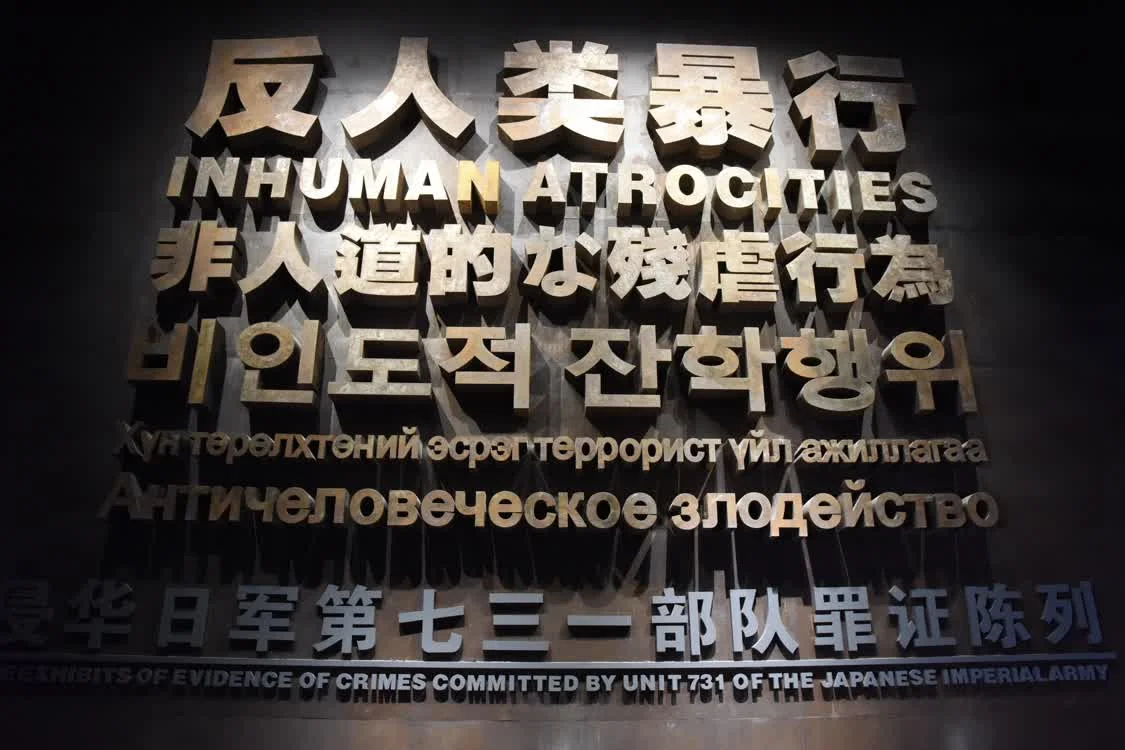 反人类暴行
INHUMAN ATROCITIES
非人道的な殘虐行為
비인도적 잔학행위
Хүн төрөлхтөний эсрэг террорист үйл ажиллагаа
Античеловеческое злодейство
侵华日军第七三一部队罪证陈列
EXHIBITS OF EVIDENCE OF CRIMES COMMITTED BY UNIT 731 OF THE JAPANESE IMPERIAL ARMY